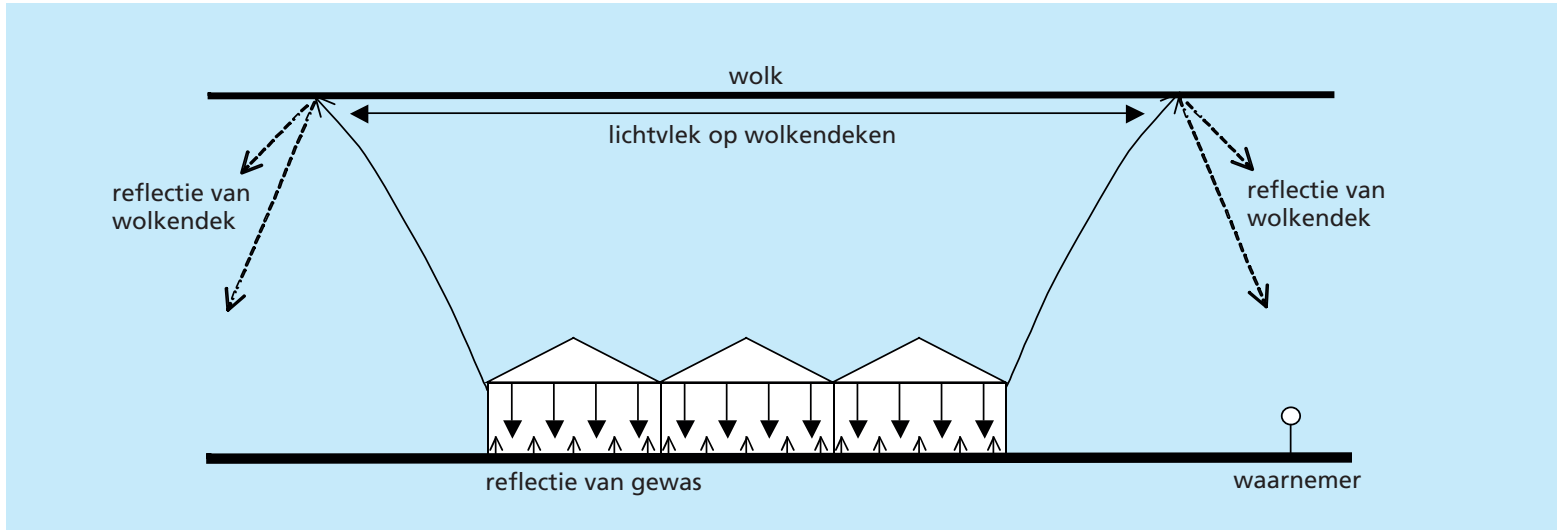 wolk
lichtvlek op wolkendeken
reflectie van
wolkendek
reflectie van
wolkendek
reflectie van gewas
waarnemer